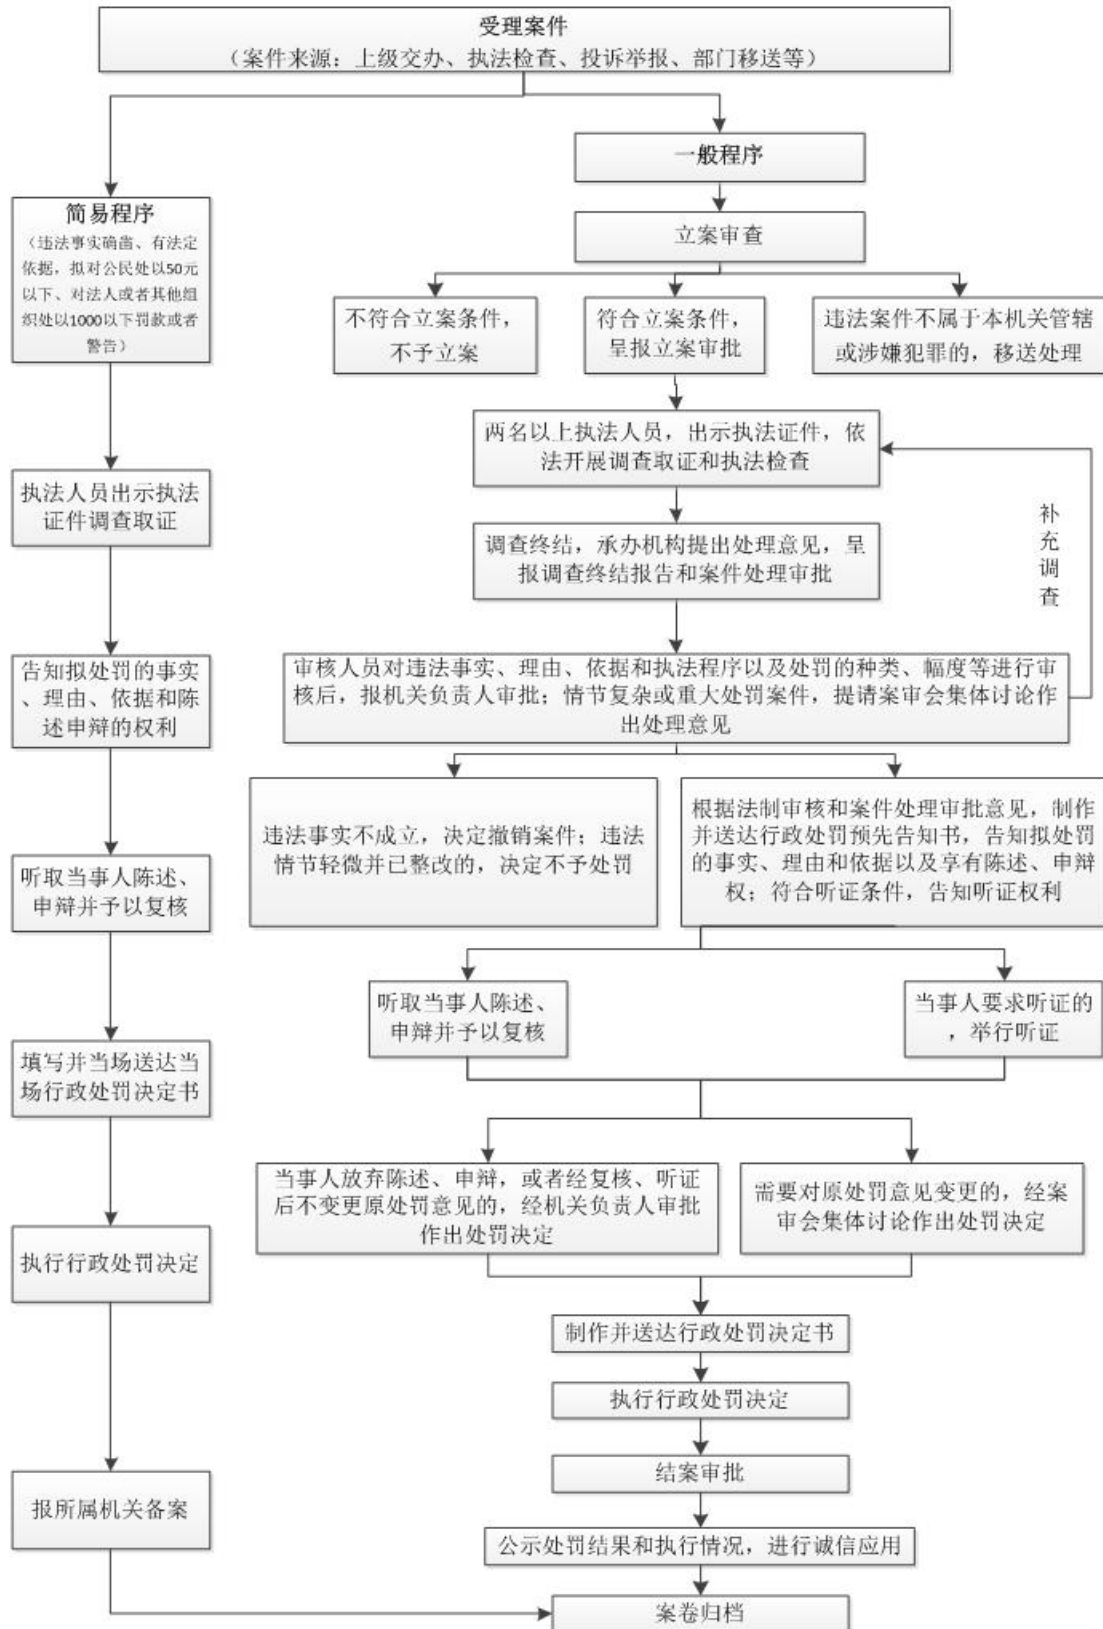 受理案件
（案件来源：上级交办、执法检查、投诉举报、部门移送等）
一般程序
简易程序
（违法事实确凿、有法定
依据，拟对公民处以50元
以下、对法人或者其他组
织处以1000以下罚款或者
警告）
立案审查
不符合立案条件，
不予立案
符合立案条件，
呈报立案审批
违法案件不属于本机关管辖
或涉嫌犯罪的，移送处理
两名以上执法人员，出示执法证件，依
法开展调查取证和执法检查
执法人员出示执法
证件调查取证
补
充
调
查
调查终结，承办机构提出处理意见，呈
报调查终结报告和案件处理审批
告知拟处罚的事实
、理由、依据和陈
述申辩的权利
审核人员对违法事实、理由、依据和执法程序以及处罚的种类、幅度等进行审
核后，报机关负责人审批；情节复杂或重大处罚案件，提请案审会集体讨论作
出处理意见
违法事实不成立，决定撤销案件；违法
情节轻微并已整改的，决定不予处罚
根据法制审核和案件处理审批意见，制作
并送达行政处罚预先告知书，告知拟处罚
的事实、理由和依据以及享有陈述、申辩
权；符合听证条件，告知听证权利
听取当事人陈述、
申辩并予以复核
听取当事人陈述、
申辩并予以复核
当事人要求听证的
，举行听证
填写并当场送达当
场行政处罚决定书
当事人放弃陈述、申辩，或者经复核、听证
后不变更原处罚意见的，经机关负责人审批
作出处罚决定
需要对原处罚意见变更的，经案
审会集体讨论作出处罚决定
执行行政处罚决定
制作并送达行政处罚决定书
执行行政处罚决定
结案审批
报所属机关备案
公示处罚结果和执行情况，进行诚信应用
案卷归档